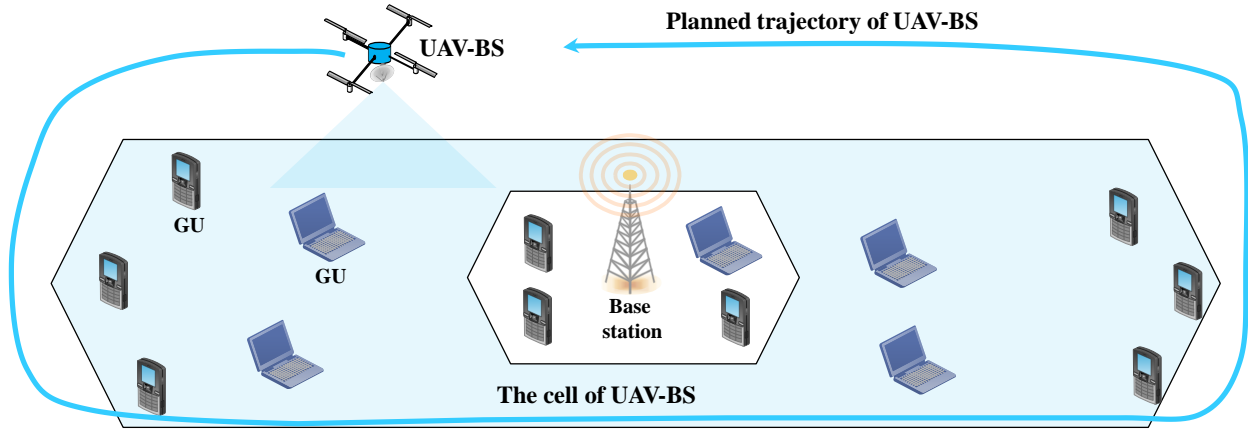 Planned trajectory of UAV-BS
UAV-BS
GU
GU
Base
station
The cell of UAV-BS